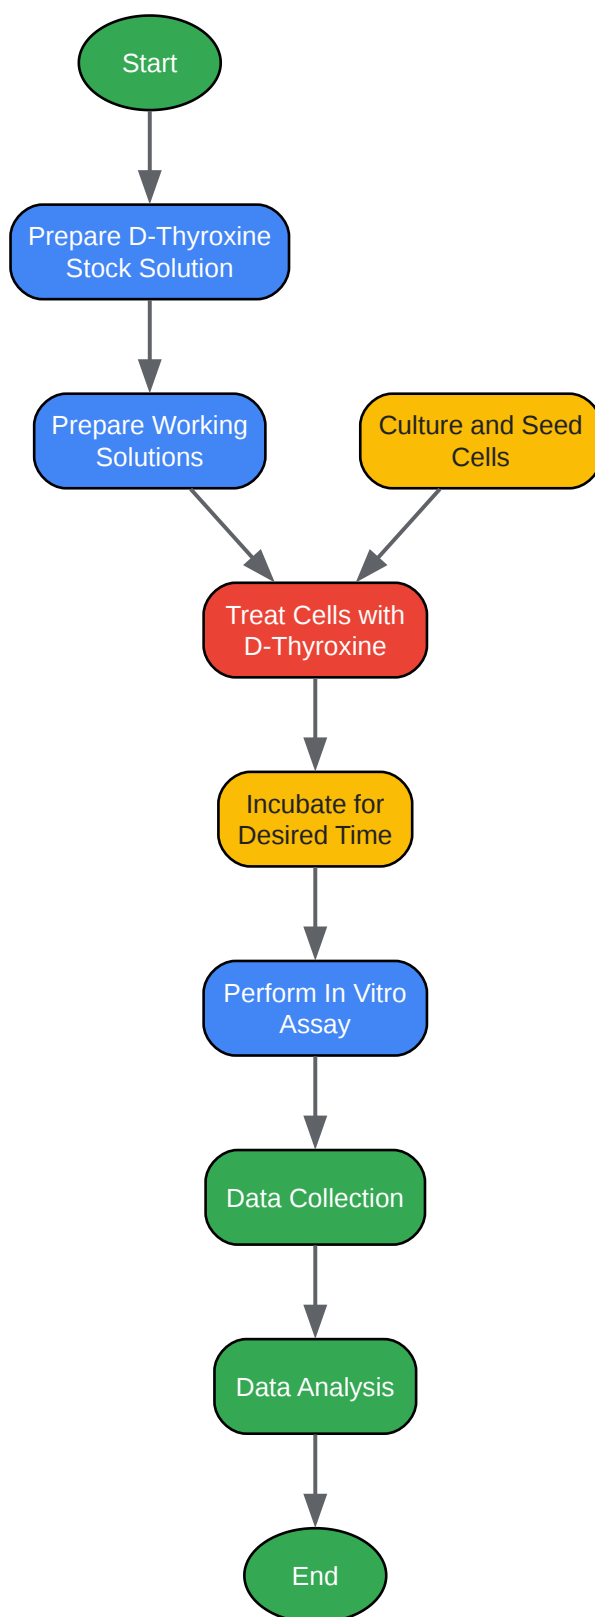 Start
Prepare D-Thyroxine
Stock Solution
Prepare Working
Solutions
Culture and Seed
Cells
Treat Cells with
D-Thyroxine
Incubate for
Desired Time
Perform In Vitro
Assay
Data Collection
Data Analysis
End